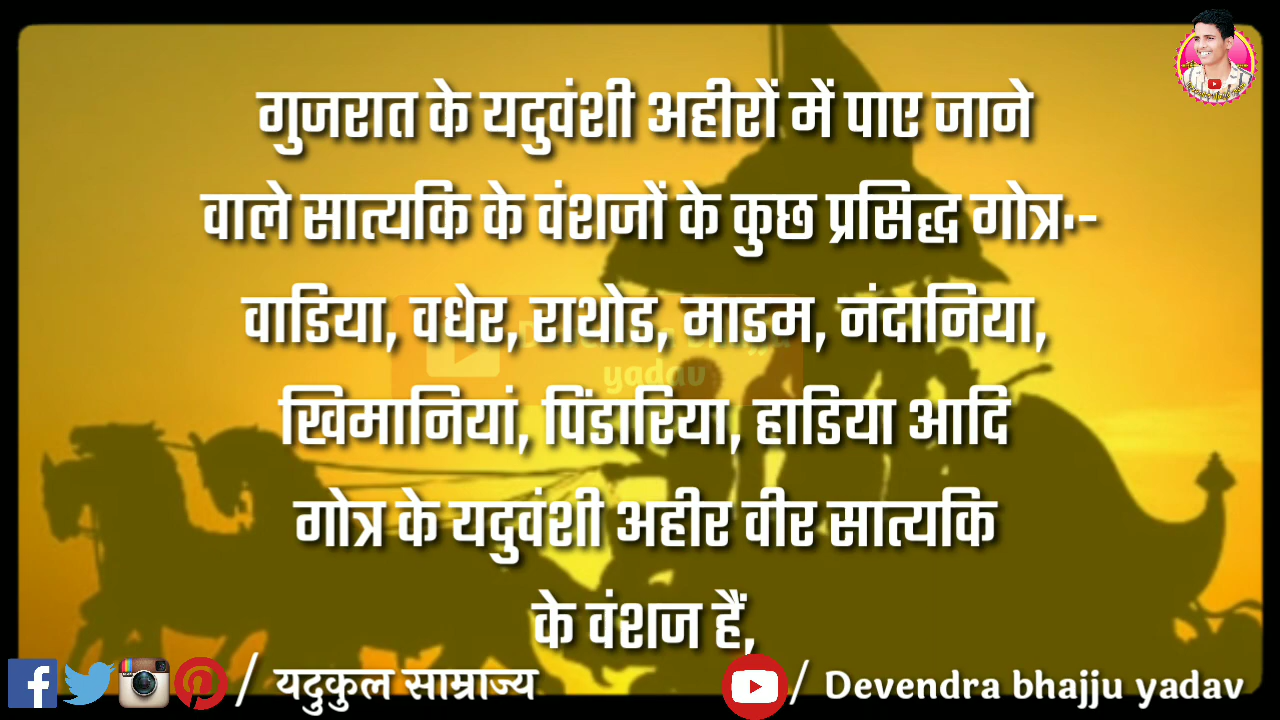 गुजरात के यदुवंशी अहीरों में पाए जाने
वाले सात्यकि के वंशजों के कुछ प्रसिद्ध गोत्र·-
वाडिया, वधेर, राथोड, माडम, नंदानिया,
खिमानियां, पिंडारिया, हाडिया आदि
गोत्र के यदुवंशी अहीर वीर सात्यकि
के वंशज हैं,
/ यदुकुल साम्राज्य
/ Devendra bhajju yadav